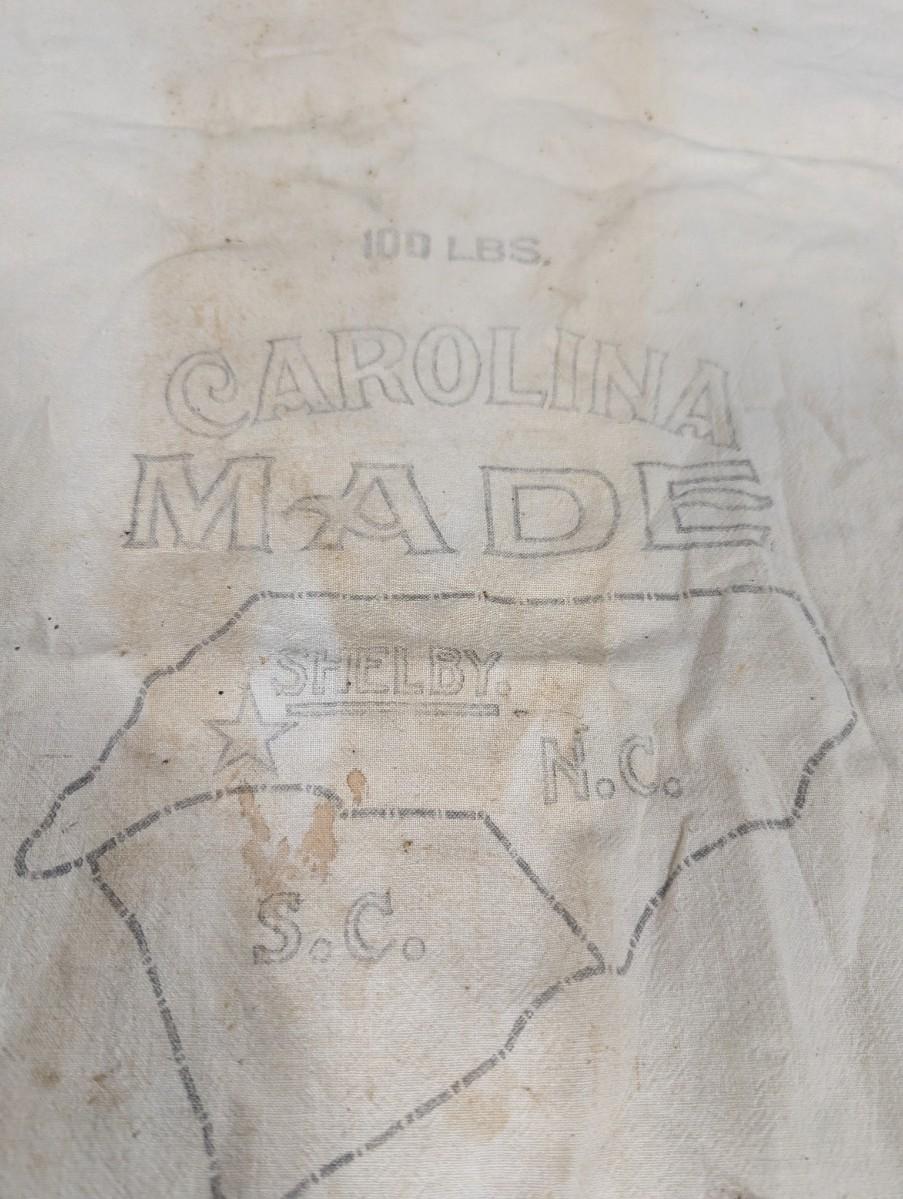 100 LBS.
CAROLINA
MADE
SHELBY.
N.C.
S.C.